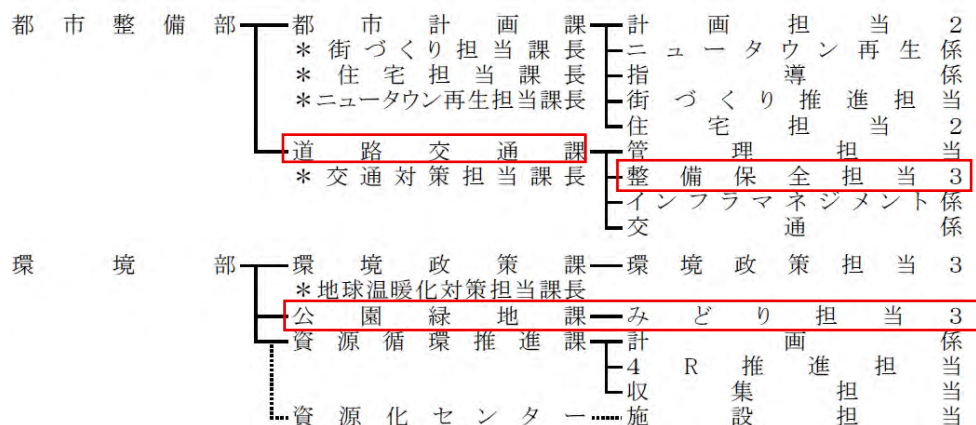 都市整備部 都市計画課 計画担当2
＊街づくり担当課長 ニュータウン再生係
＊住宅担当課長 指導係
＊ニュータウン再生担当課長 街づくり推進担当
住宅担当2
道路交通課 管理担当
＊交通対策担当課長 整備保全担当3
インフラマネジメント係
交通係
環境部 環境政策課 環境政策担当3
＊地球温暖化対策担当課長
公園緑地課 みどり担当3
資源循環推進課 計画係
4R推進担当
収集担当
資源化センター 施設担当